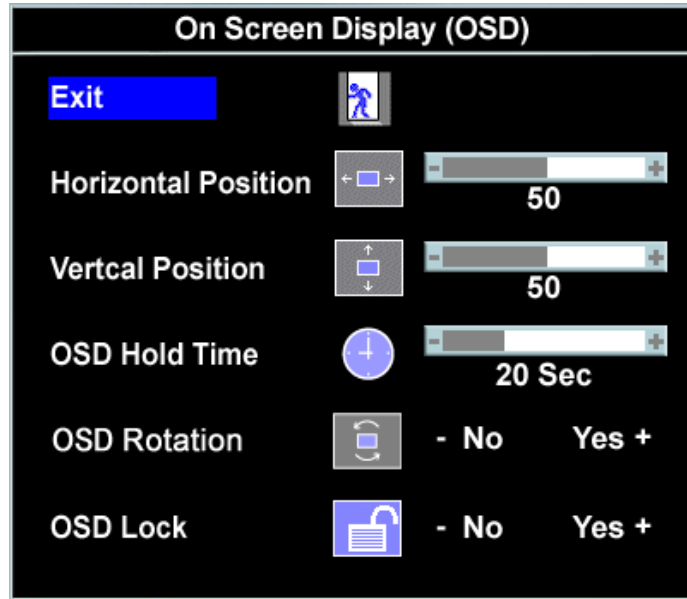 On Screen Display (OSD)
Exit
Horizontal Position
- +
50
Vertcal Position
- +
50
OSD Hold Time
- +
20 Sec
OSD Rotation - No Yes +
OSD Lock - No Yes +